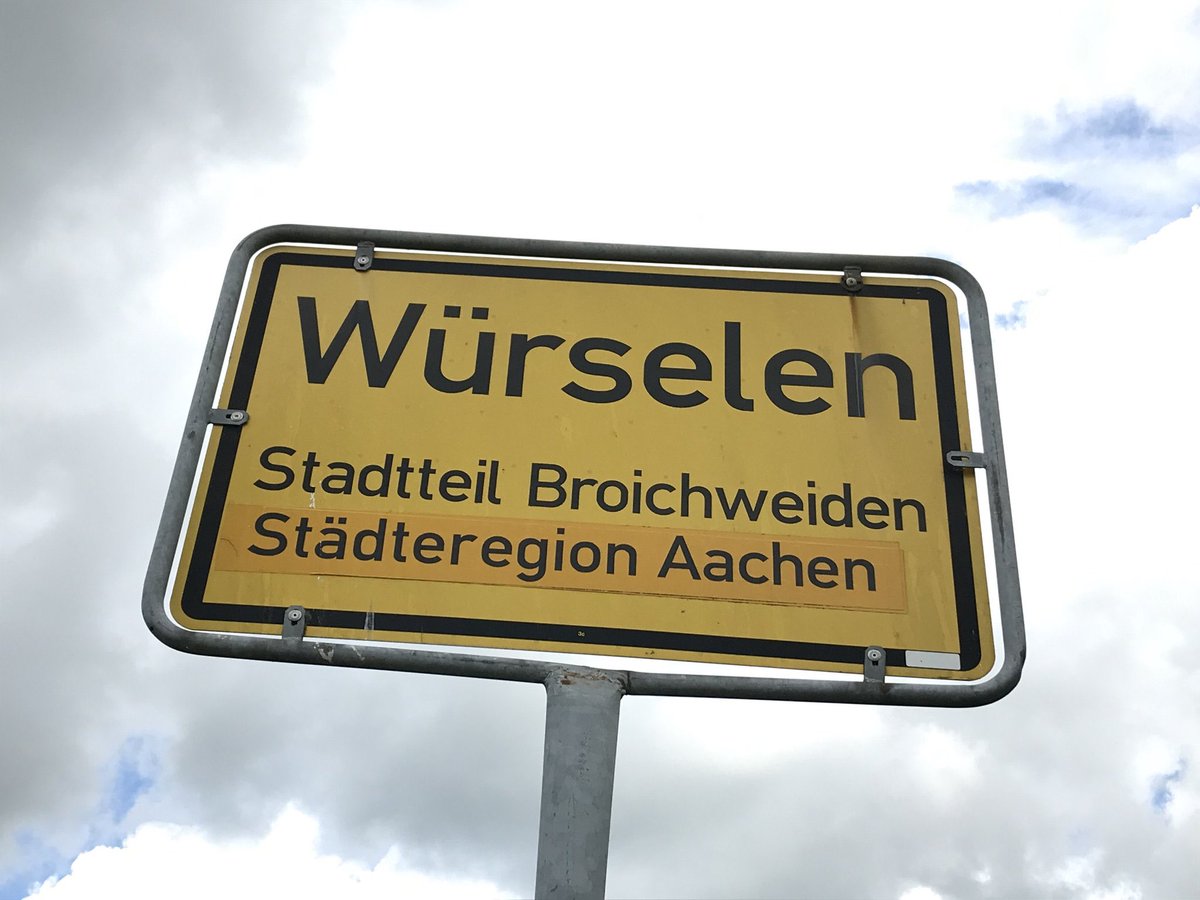 Würselen
Stadtteil Broichweiden
Städteregion Aachen